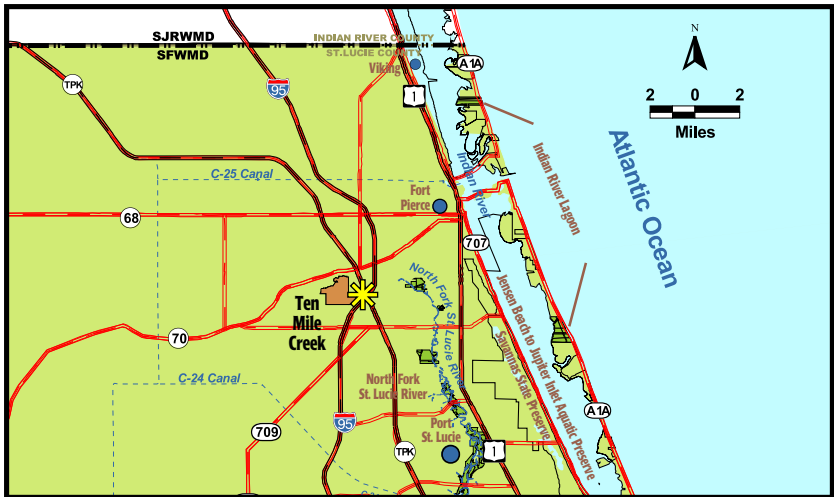 SJRWMD
SFWMD
INDIAN RIVER COUNTY
ST.LUCIE COUNTY
Viking
A1A
N
TPK
95
1
2 0 2
Miles
Indian River Lagoon
Atlantic Ocean
Indian River
C-25 Canal
Fort
Pierce
68
707
North Fork St. Lucie River
Ten
Mile
Creek
70
Jensen Beach to Jupiter Inlet Aquatic Preserve
Savannas State Preserve
C-24 Canal
North Fork
St. Lucie River
A1A
95
709
Port
St. Lucie
TPK
1